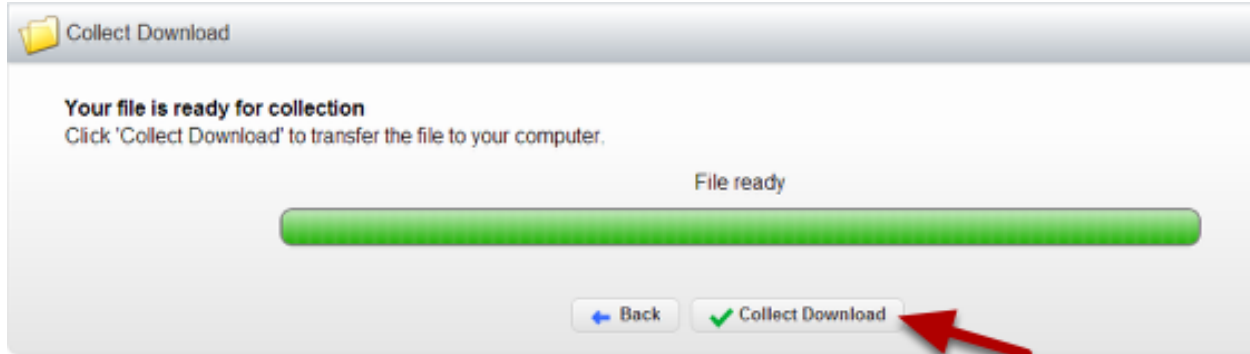 Collect Download
Your file is ready for collection
Click 'Collect Download' to transfer the file to your computer.
File ready
Back
Collect Download